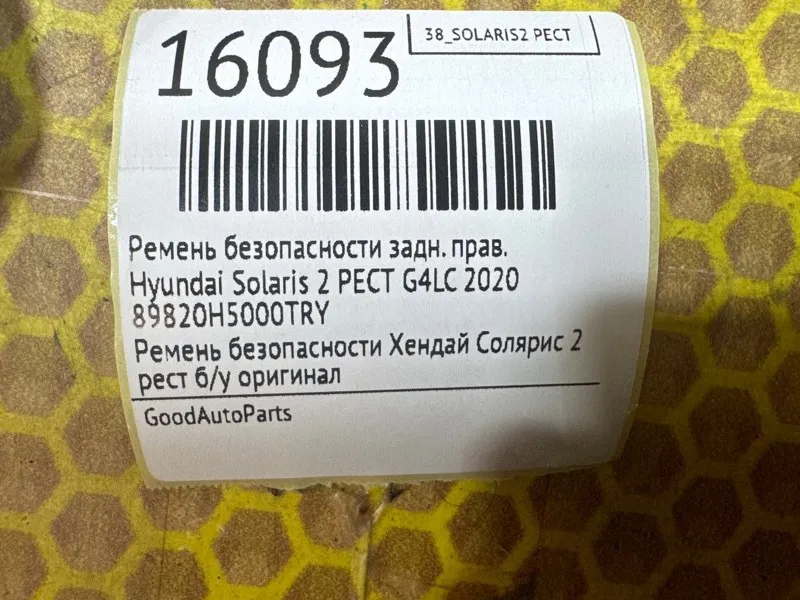 16093
38_SOLARIS2 РЕСТ
Ремень безопасности задн. прав.
Hyundai Solaris 2 РЕСТ G4LC 2020
89820H5000TRY
Ремень безопасности Хендай Солярис 2
рест б/у оригинал
GoodAutoParts